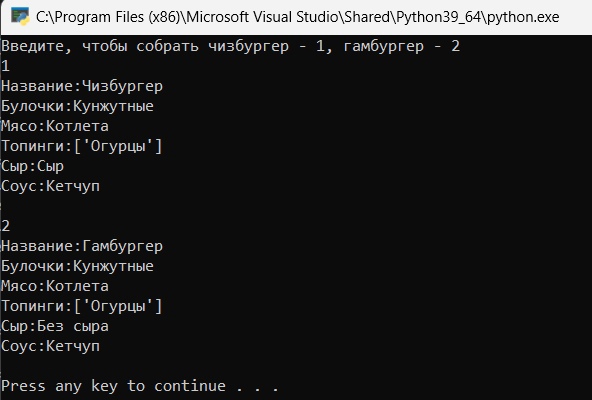 C:\Program Files (x86)\Microsoft Visual Studio\Shared\Python39_64\python.exe
Введите, чтобы собрать чизбургер - 1, гамбургер - 2
1
Название:Чизбургер
Булочки:Кунжутные
Мясо:Котлета
Топинги:['Огурцы']
Сыр:Сыр
Соус:Кетчуп
2
Название:Гамбургер
Булочки:Кунжутные
Мясо:Котлета
Топинги:['Огурцы']
Сыр:Без сыра
Соус:Кетчуп
Press any key to continue . . .